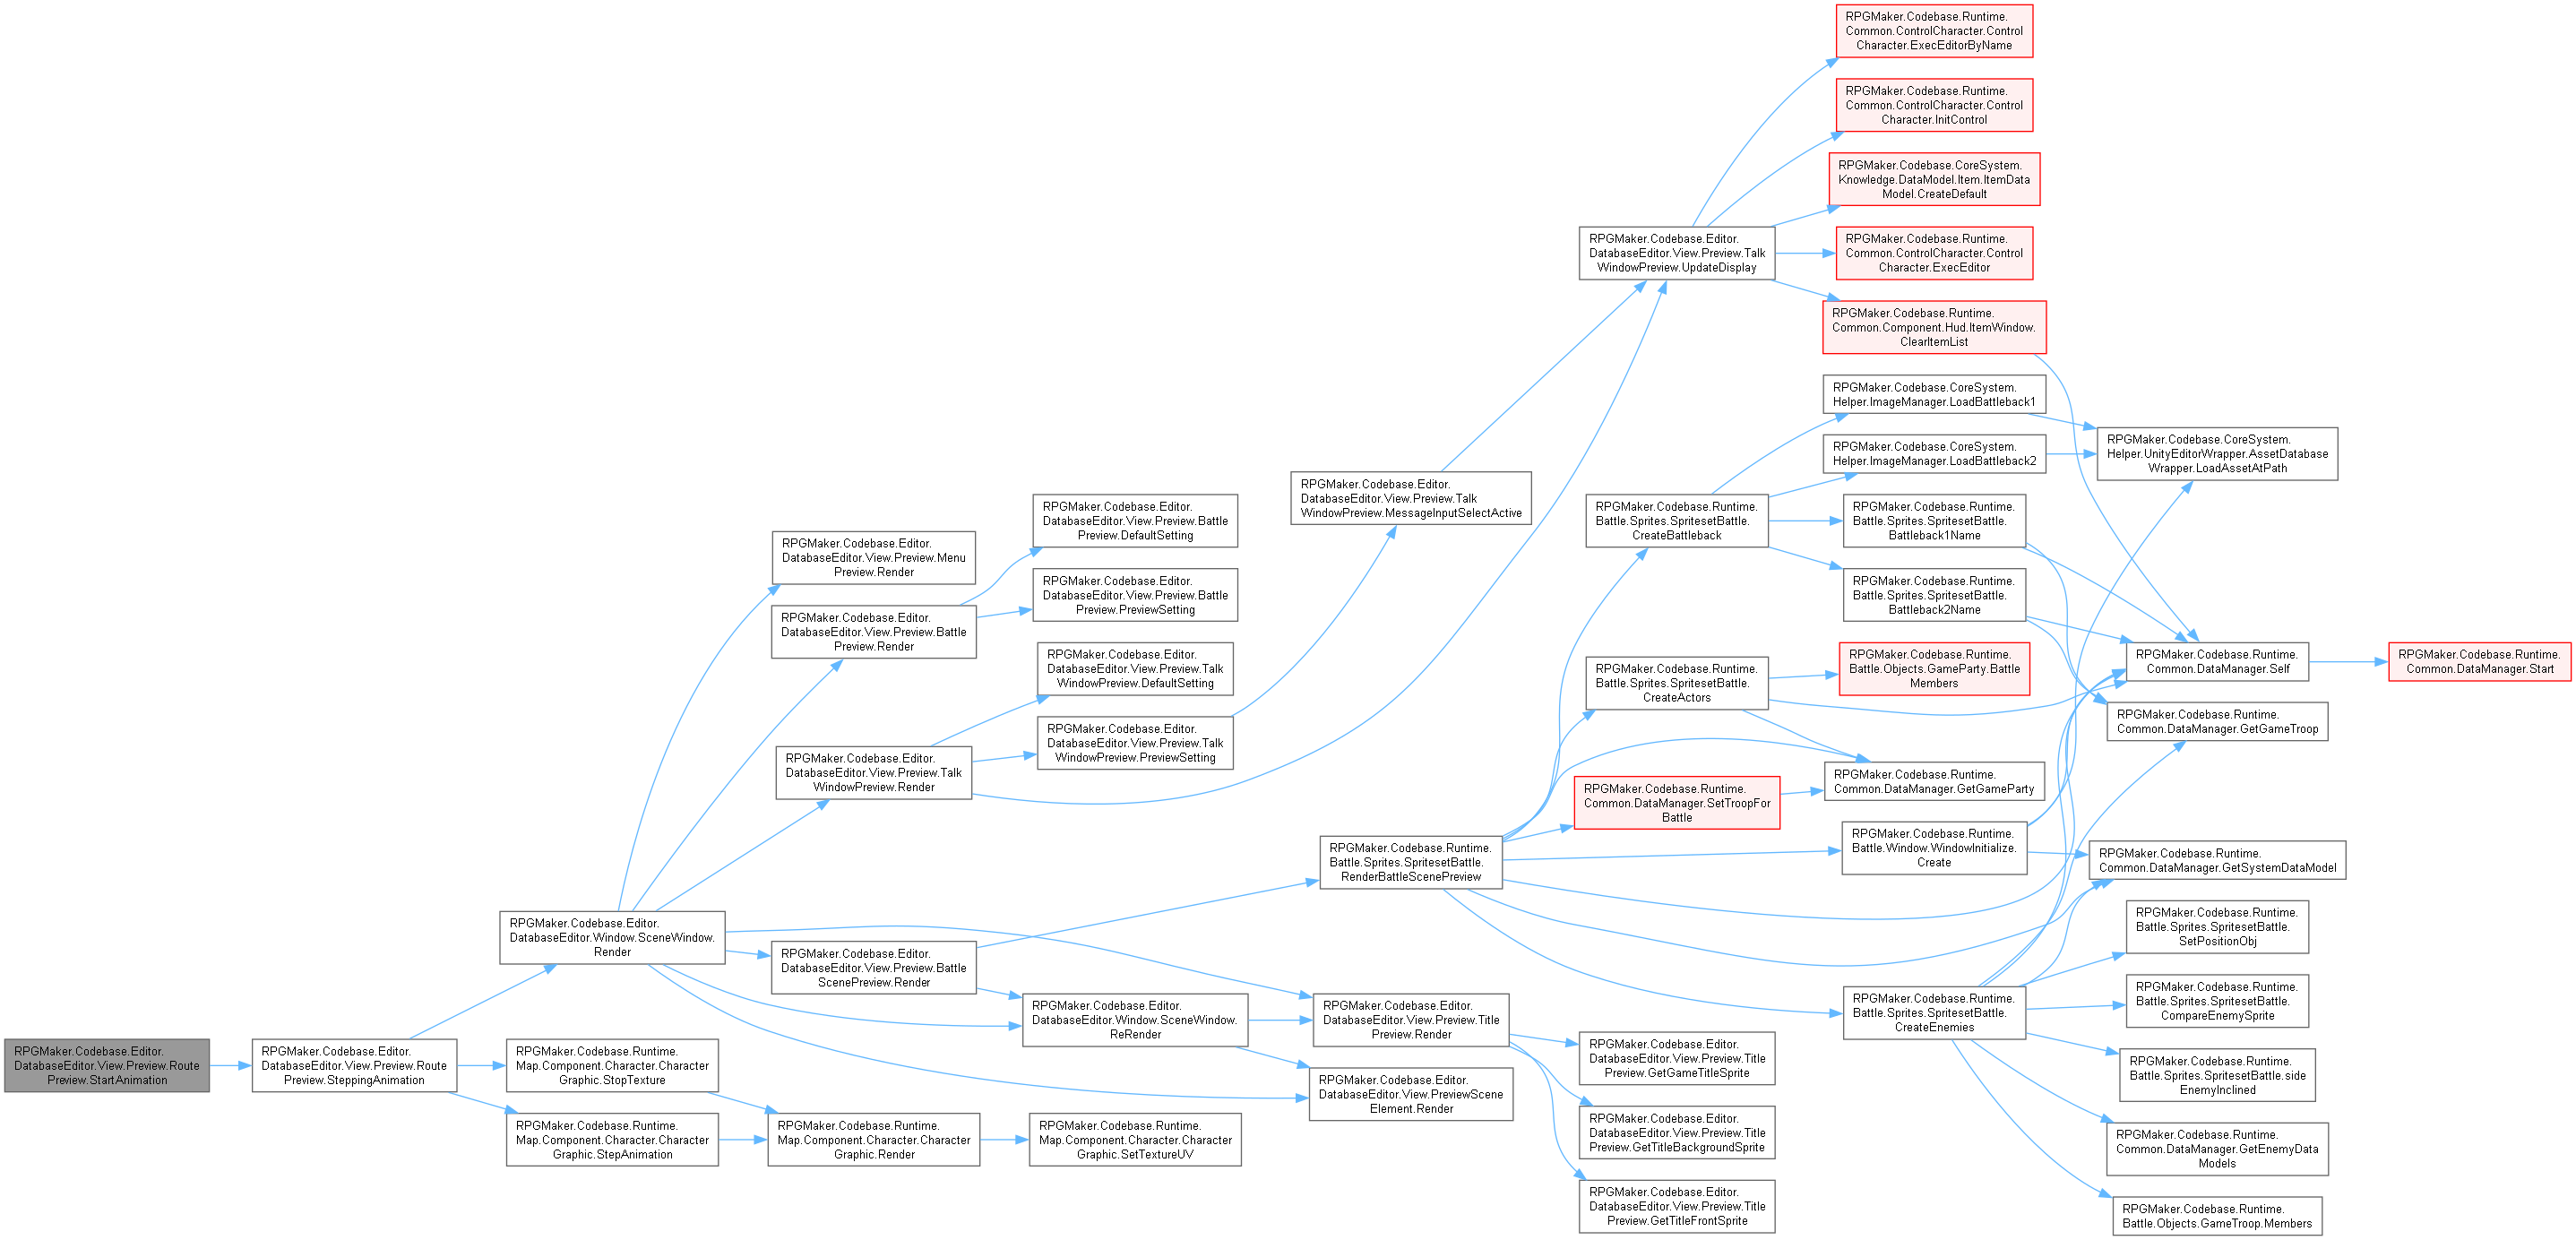 RPGMaker.Codebase.Editor.
DatabaseEditor.View.Preview.Route
Preview.StartAnimation
RPGMaker.Codebase.Editor.
DatabaseEditor.View.Preview.Route
Preview.SteppingAnimation
RPGMaker.Codebase.Editor.
DatabaseEditor.Window.SceneWindow.
Render
RPGMaker.Codebase.Runtime.
Map.Component.Character.Character
Graphic.StopTexture
RPGMaker.Codebase.Runtime.
Map.Component.Character.Character
Graphic.StepAnimation
RPGMaker.Codebase.Editor.
DatabaseEditor.View.Preview.Menu
Preview.Render
RPGMaker.Codebase.Editor.
DatabaseEditor.View.Preview.Battle
Preview.Render
RPGMaker.Codebase.Editor.
DatabaseEditor.View.Preview.Talk
WindowPreview.Render
RPGMaker.Codebase.Editor.
DatabaseEditor.View.Preview.Battle
ScenePreview.Render
RPGMaker.Codebase.Runtime.
Map.Component.Character.Character
Graphic.Render
RPGMaker.Codebase.Editor.
DatabaseEditor.View.Preview.Battle
Preview.DefaultSetting
RPGMaker.Codebase.Editor.
DatabaseEditor.View.Preview.Battle
Preview.PreviewSetting
RPGMaker.Codebase.Editor.
DatabaseEditor.View.Preview.Talk
WindowPreview.DefaultSetting
RPGMaker.Codebase.Editor.
DatabaseEditor.View.Preview.Talk
WindowPreview.PreviewSetting
RPGMaker.Codebase.Editor.
DatabaseEditor.Window.SceneWindow.
ReRender
RPGMaker.Codebase.Runtime.
Map.Component.Character.Character
Graphic.SetTextureUV
RPGMaker.Codebase.Editor.
DatabaseEditor.View.Preview.Talk
WindowPreview.MessageInputSelectActive
RPGMaker.Codebase.Runtime.
Battle.Sprites.SpritesetBattle.
RenderBattleScenePreview
RPGMaker.Codebase.Editor.
DatabaseEditor.View.Preview.Title
Preview.Render
RPGMaker.Codebase.Editor.
DatabaseEditor.View.PreviewScene
Element.Render
RPGMaker.Codebase.Editor.
DatabaseEditor.View.Preview.Talk
WindowPreview.UpdateDisplay
RPGMaker.Codebase.Runtime.
Battle.Sprites.SpritesetBattle.
CreateBattleback
RPGMaker.Codebase.Runtime.
Battle.Sprites.SpritesetBattle.
CreateActors
RPGMaker.Codebase.Runtime.
Common.DataManager.SetTroopFor
Battle
RPGMaker.Codebase.Editor.
DatabaseEditor.View.Preview.Title
Preview.GetGameTitleSprite
RPGMaker.Codebase.Editor.
DatabaseEditor.View.Preview.Title
Preview.GetTitleBackgroundSprite
RPGMaker.Codebase.Editor.
DatabaseEditor.View.Preview.Title
Preview.GetTitleFrontSprite
RPGMaker.Codebase.Runtime.
Common.ControlCharacter.Control
Character.ExecEditorByName
RPGMaker.Codebase.Runtime.
Common.ControlCharacter.Control
Character.InitControl
RPGMaker.Codebase.CoreSystem.
Knowledge.DataModel.Item.ItemData
Model.CreateDefault
RPGMaker.Codebase.Runtime.
Common.ControlCharacter.Control
Character.ExecEditor
RPGMaker.Codebase.Runtime.
Common.Component.Hud.ItemWindow.
ClearItemList
RPGMaker.Codebase.CoreSystem.
Helper.ImageManager.LoadBattleback1
RPGMaker.Codebase.CoreSystem.
Helper.ImageManager.LoadBattleback2
RPGMaker.Codebase.Runtime.
Battle.Sprites.SpritesetBattle.
Battleback1Name
RPGMaker.Codebase.Runtime.
Battle.Sprites.SpritesetBattle.
Battleback2Name
RPGMaker.Codebase.Runtime.
Battle.Objects.GameParty.Battle
Members
RPGMaker.Codebase.Runtime.
Common.DataManager.GetGameParty
RPGMaker.Codebase.Runtime.
Battle.Window.WindowInitialize.
Create
RPGMaker.Codebase.Runtime.
Battle.Sprites.SpritesetBattle.
CreateEnemies
RPGMaker.Codebase.CoreSystem.
Helper.UnityEditorWrapper.AssetDatabase
Wrapper.LoadAssetAtPath
RPGMaker.Codebase.Runtime.
Common.DataManager.Self
RPGMaker.Codebase.Runtime.
Common.DataManager.GetGameTroop
RPGMaker.Codebase.Runtime.
Common.DataManager.GetSystemDataModel
RPGMaker.Codebase.Runtime.
Battle.Sprites.SpritesetBattle.
SetPositionObj
RPGMaker.Codebase.Runtime.
Battle.Sprites.SpritesetBattle.
CompareEnemySprite
RPGMaker.Codebase.Runtime.
Battle.Sprites.SpritesetBattle.side
EnemyInclined
RPGMaker.Codebase.Runtime.
Common.DataManager.GetEnemyData
Models
RPGMaker.Codebase.Runtime.
Battle.Objects.GameTroop.Members
RPGMaker.Codebase.Runtime.
Common.DataManager.Start